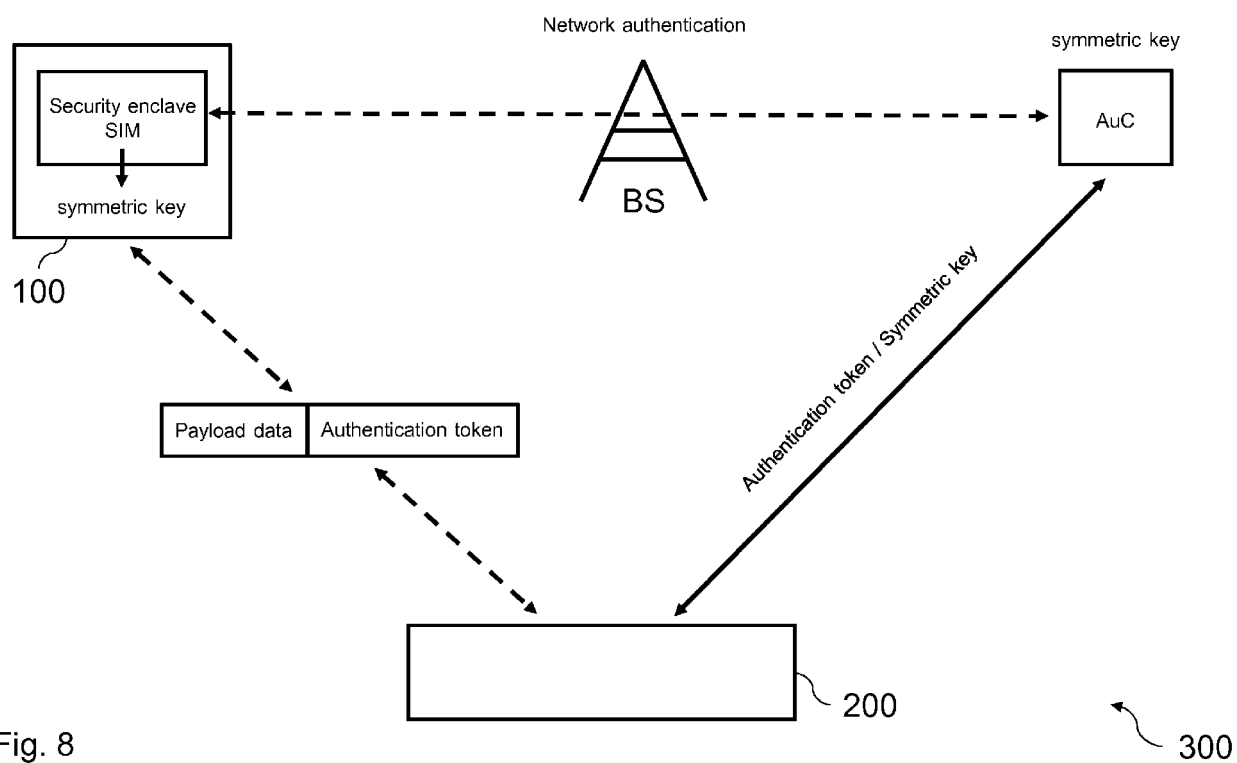 Network authentication
symmetric key
Security enclave
SIM
AuC
BS
symmetric key
100
Authentication token / Symmetric key
Payload data
Authentication token
200
Fig. 8
300